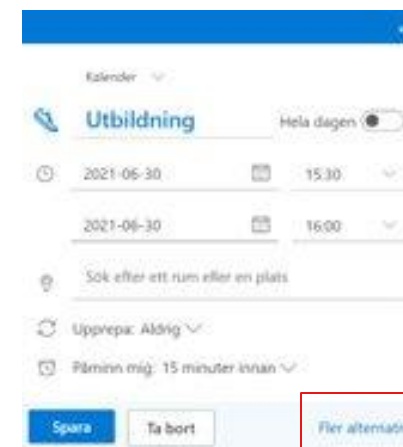 Kalender
Utbildning Hela dagen
2021-06-30 15:30
2021-06-30 16:00
Sök efter ett rum eller en plats
Upprepa: Aldrig
Påminn mig: 15 minuter innan
Spara Ta bort Fler alternativ